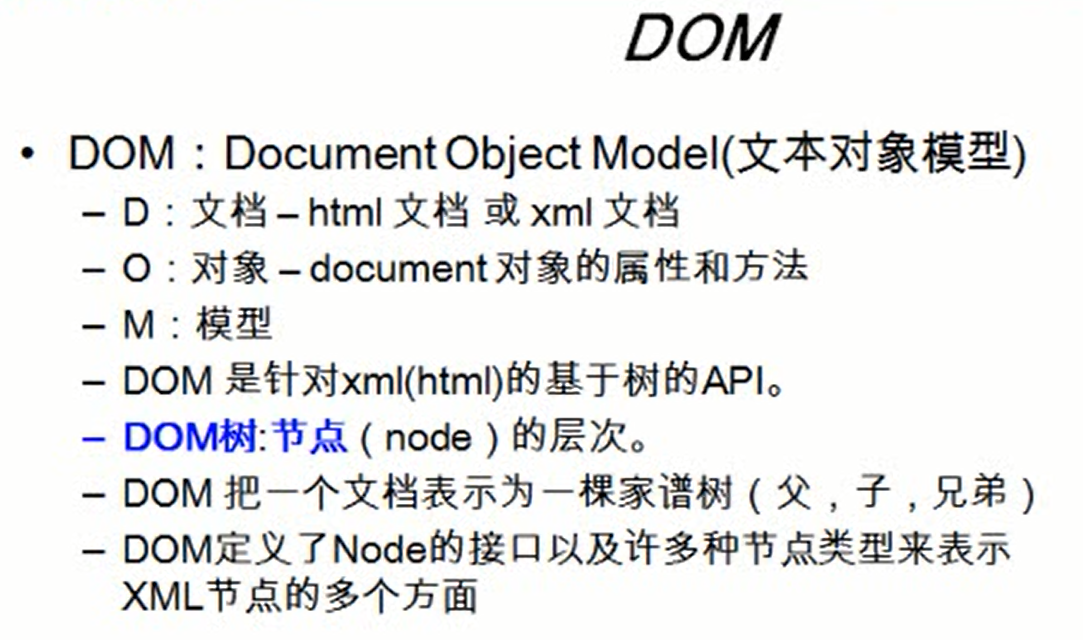 DOM
• DOM：Document Object Model(文本对象模型)
– D：文档 – html 文档 或 xml 文档
– O：对象 – document 对象的属性和方法
– M：模型
– DOM 是针对xml(html)的基于树的API。
– DOM树:节点（node）的层次。
– DOM 把一个文档表示为一棵家谱树（父，子，兄弟）
– DOM定义了Node的接口以及许多种节点类型来表示
XML节点的多个方面